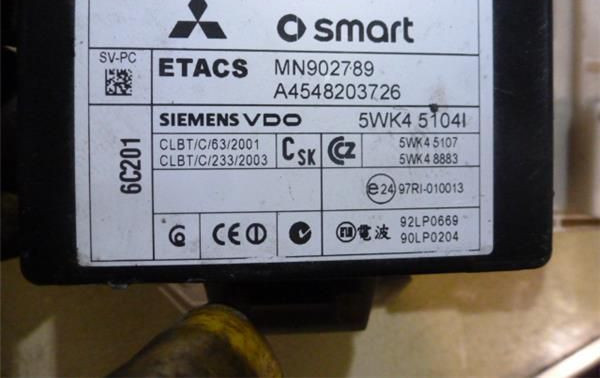 smart
SV-PC
ETACS MN902789
A4548203726
SIEMENS VDO 5WK4 5104I
6C201
CLBT/C/63/2001
CLBT/C/233/2003
CSK
CCZ
5WK4 5107
5WK4 8883
e24 97RI-010013
CE
電波
92LP0669
90LP0204